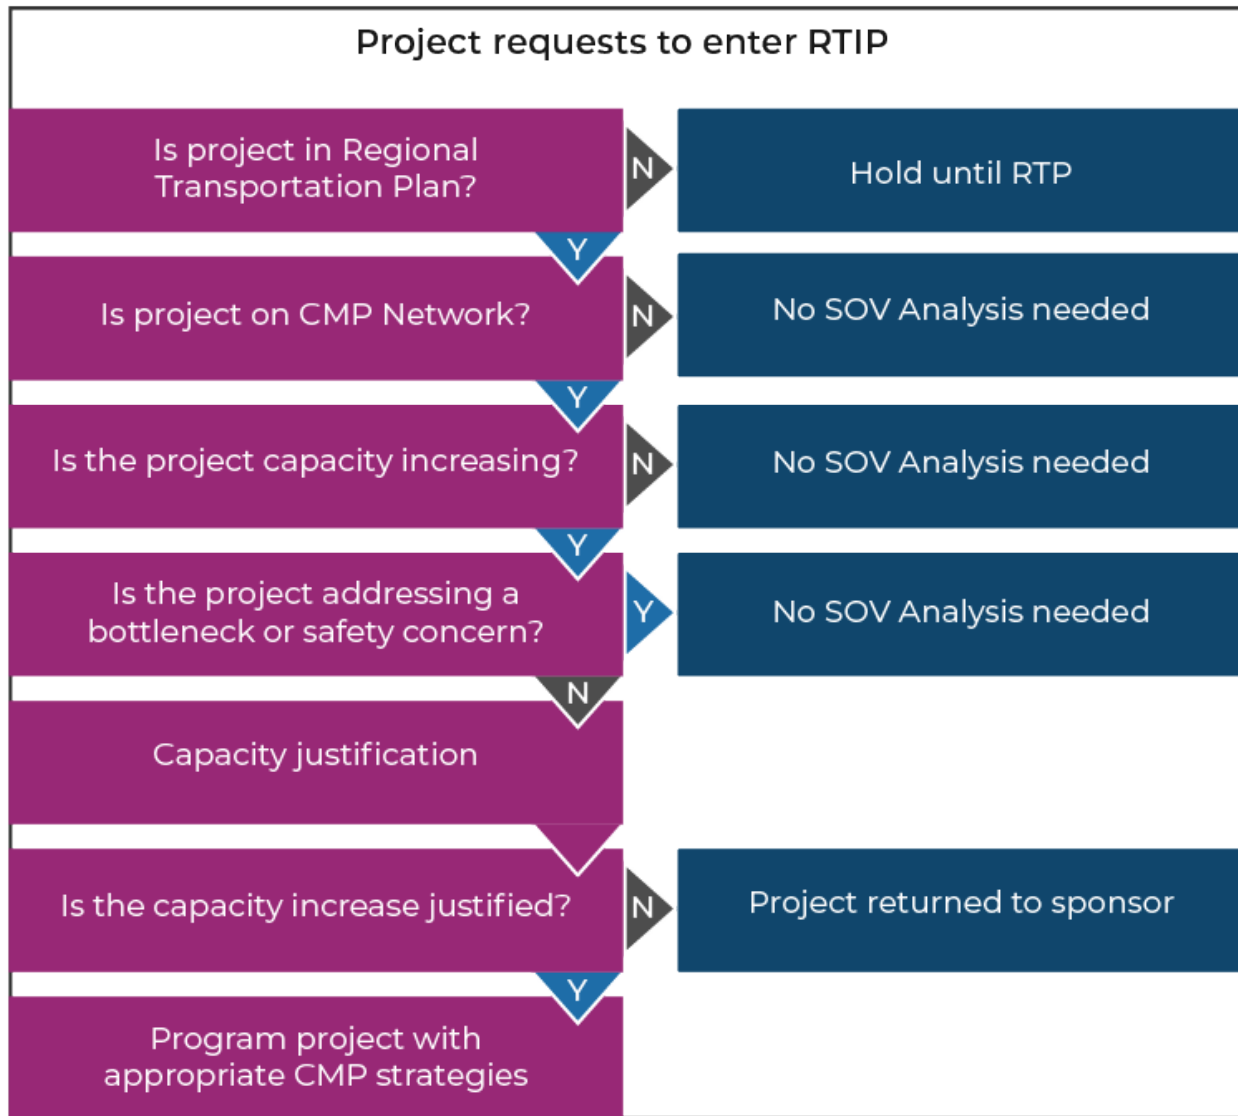 Project requests to enter RTIP
Is project in Regional
Transportation Plan?
N
Hold until RTP
Y
Is project on CMP Network?
N
No SOV Analysis needed
Y
Is the project capacity increasing?
N
No SOV Analysis needed
Y
Is the project addressing a
bottleneck or safety concern?
Y
No SOV Analysis needed
N
Capacity justification
Is the capacity increase justified?
N
Project returned to sponsor
Y
Program project with
appropriate CMP strategies